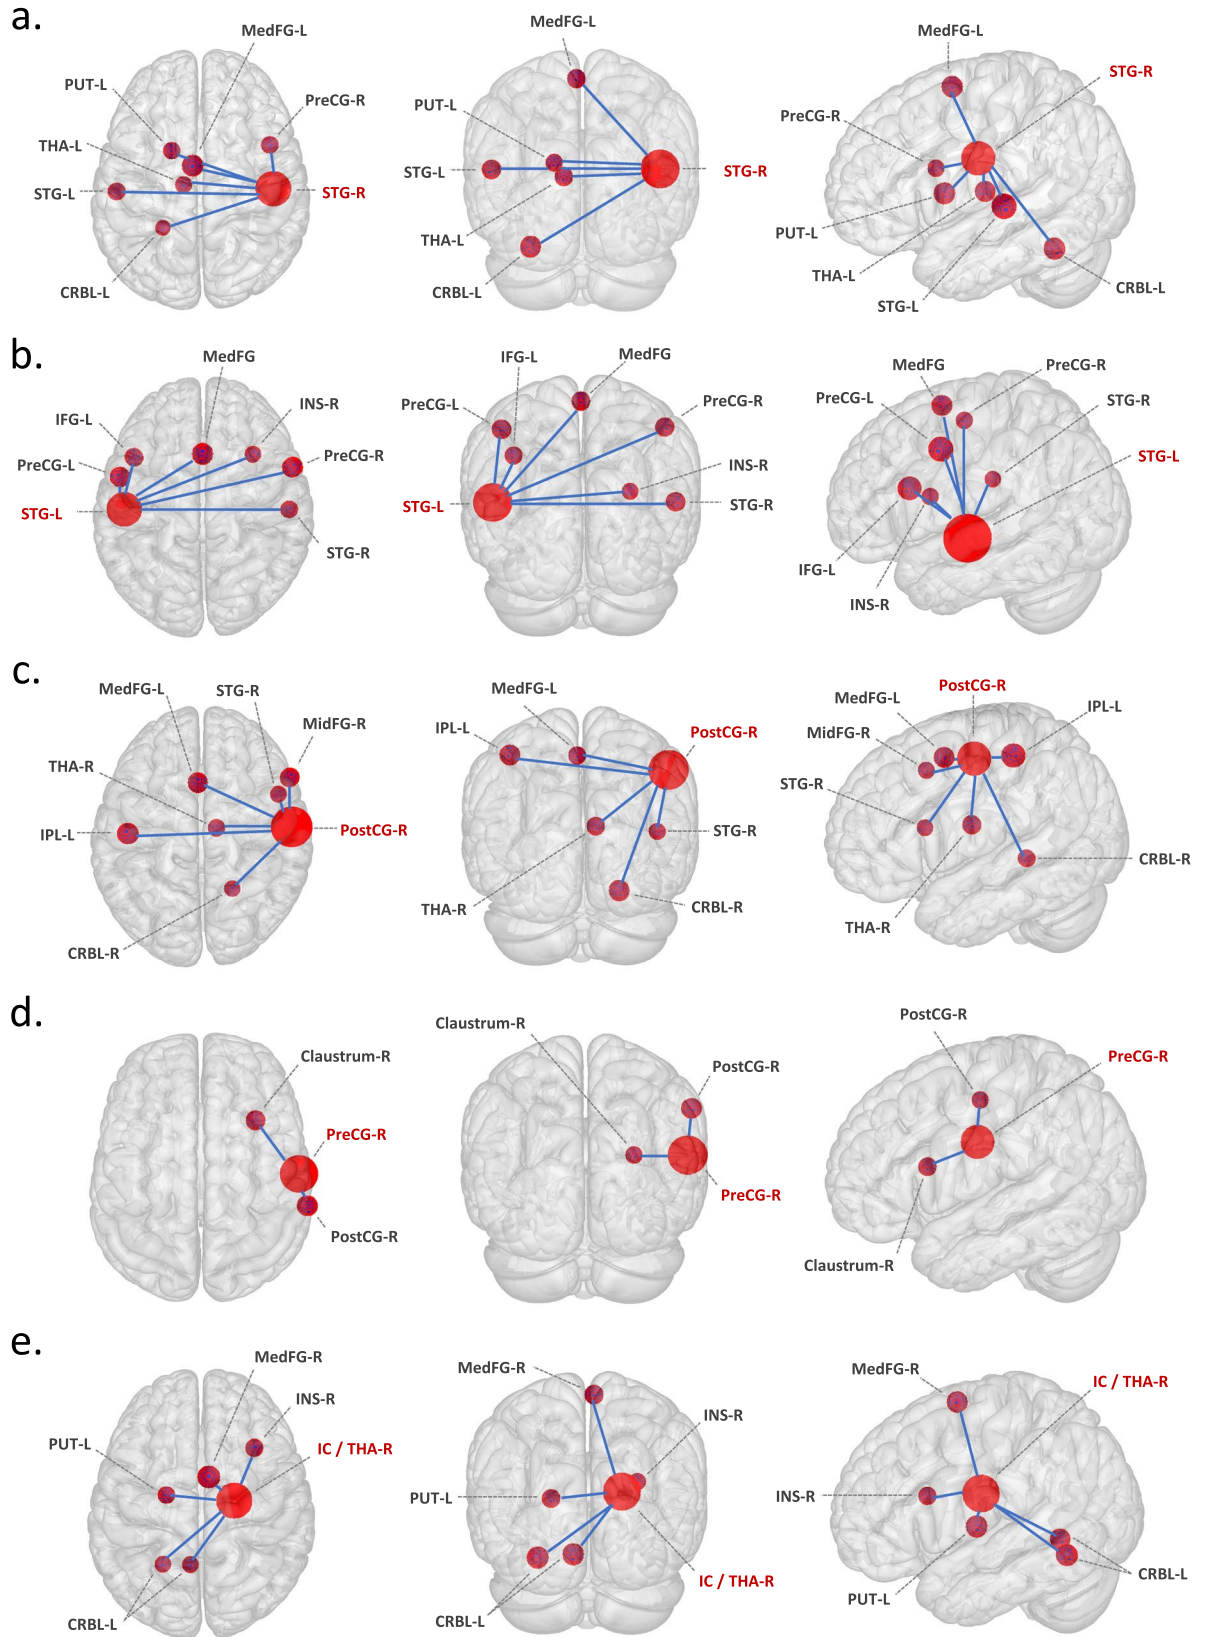 a.
MedFG-L
PUT-L
PreCG-R
THA-L
STG-L
STG-R
CRBL-L
MedFG-L
PUT-L
STG-L
STG-R
THA-L
CRBL-L
MedFG-L
STG-R
PreCG-R
PUT-L
THA-L
STG-L
CRBL-L
b.
MedFG
INS-R
IFG-L
PreCG-L
PreCG-R
STG-L
STG-R
IFG-L
MedFG
PreCG-L
PreCG-R
INS-R
STG-L
STG-R
MedFG
PreCG-R
PreCG-L
STG-R
STG-L
IFG-L
INS-R
c.
MedFG-L
STG-R
MidFG-R
THA-R
IPL-L
PostCG-R
CRBL-R
MedFG-L
IPL-L
PostCG-R
STG-R
THA-R
CRBL-R
PostCG-R
MedFG-L
IPL-L
MidFG-R
STG-R
CRBL-R
THA-R
d.
Claustrum-R
PreCG-R
PostCG-R
Claustrum-R
PostCG-R
PreCG-R
PostCG-R
PreCG-R
Claustrum-R
e.
MedFG-R
INS-R
PUT-L
IC / THA-R
CRBL-L
MedFG-R
INS-R
PUT-L
IC / THA-R
CRBL-L
MedFG-R
IC / THA-R
INS-R
CRBL-L
PUT-L